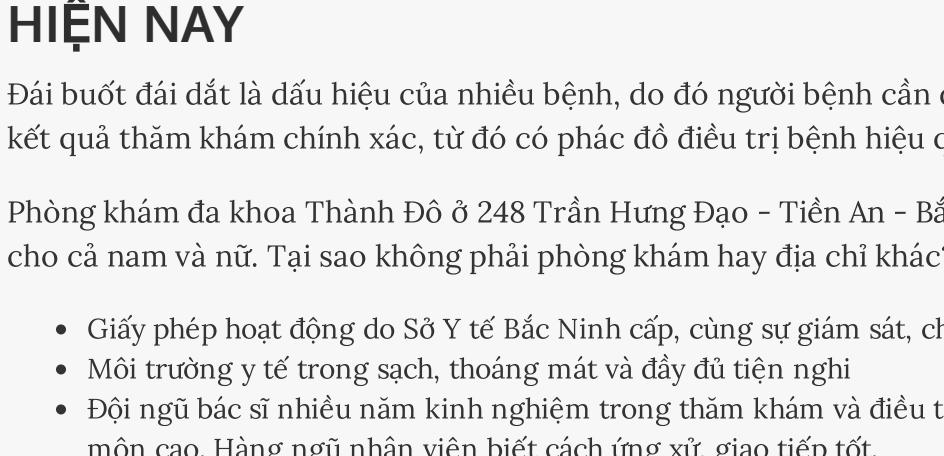 HIỆN NAY
Đái buốt đái dắt là dấu hiệu của nhiều bệnh, do đó người bệnh cần
kết quả thăm khám chính xác, từ đó có phác đồ điều trị bệnh hiệu
Phòng khám đa khoa Thành Đô ở 248 Trần Hưng Đạo - Tiền An - Bắ
cho cả nam và nữ. Tại sao không phải phòng khám hay địa chỉ khác?
• Giấy phép hoạt động do Sở Y tế Bắc Ninh cấp, cùng sự giám sát, ch
• Môi trường y tế trong sạch, thoáng mát và đầy đủ tiện nghi
• Đội ngũ bác sĩ nhiều năm kinh nghiệm trong thăm khám và điều t
môn cao. Hàng ngũ nhân viên biết cách ứng xử, giao tiếp tốt.